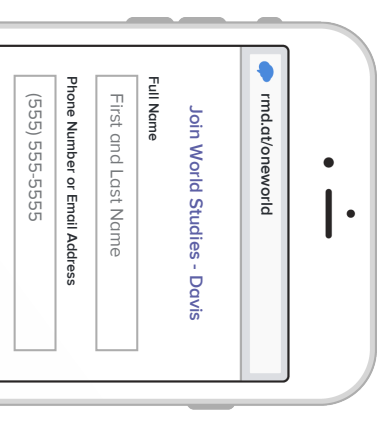 rmd.at/oneworld
Join World Studies - Davis
Full Name
First and Last Name
Phone Number or Email Address
(555) 555-5555